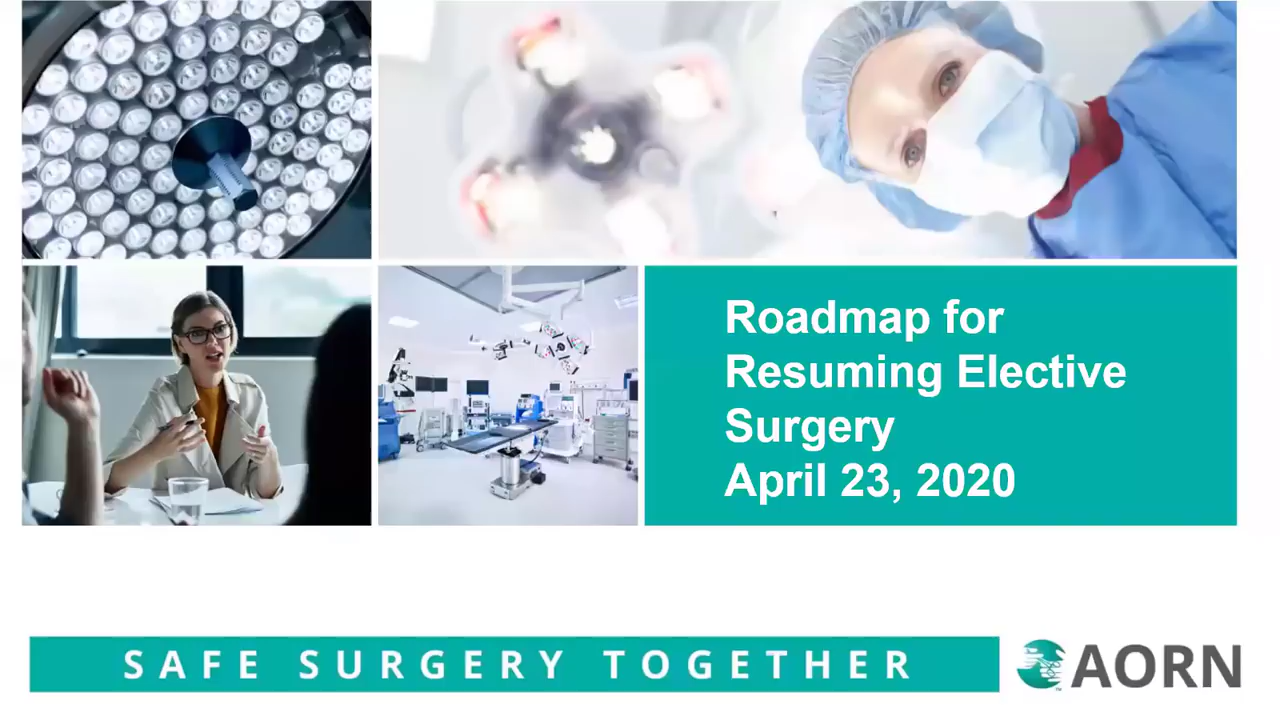 Roadmap for
Resuming Elective
Surgery
April 23, 2020
SAFE SURGERY TOGETHER
AORN